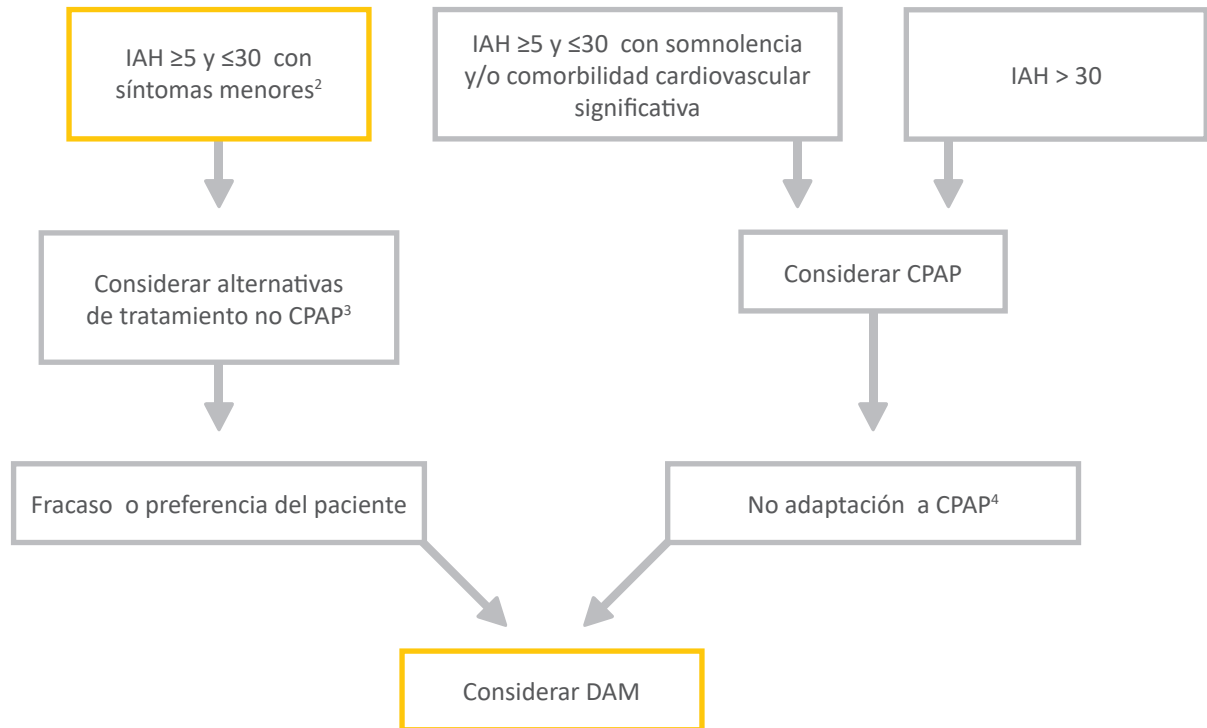 IAH ≥5 y ≤30 con
síntomas menores²
IAH ≥5 y ≤30 con somnolencia
y/o comorbilidad cardiovascular
significativa
IAH > 30
Considerar alternativas
de tratamiento no CPAP³
Considerar CPAP
Fracaso o preferencia del paciente
No adaptación a CPAP⁴
Considerar DAM